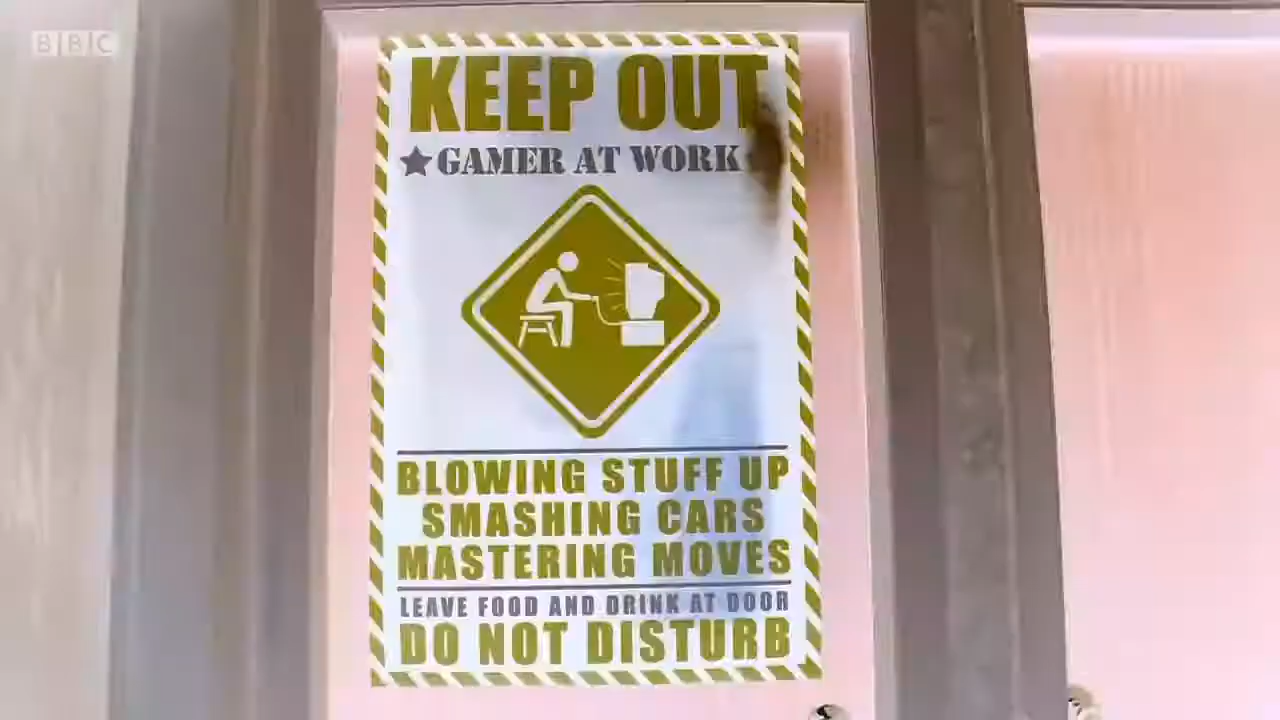 BBC
KEEP OUT
GAMER AT WORK
BLOWING STUFF UP
SMASHING CARS
MASTERING MOVES
LEAVE FOOD AND DRINK AT DOOR
DO NOT DISTURB